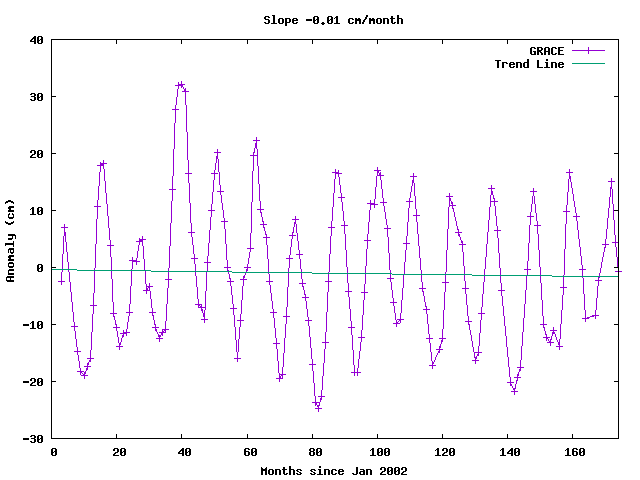 Slope -0.01 cm/month
GRACE
Trend Line
40
30
20
10
0
-10
-20
-30
Anomaly (cm)
0 20 40 60 80 100 120 140 160
Months since Jan 2002